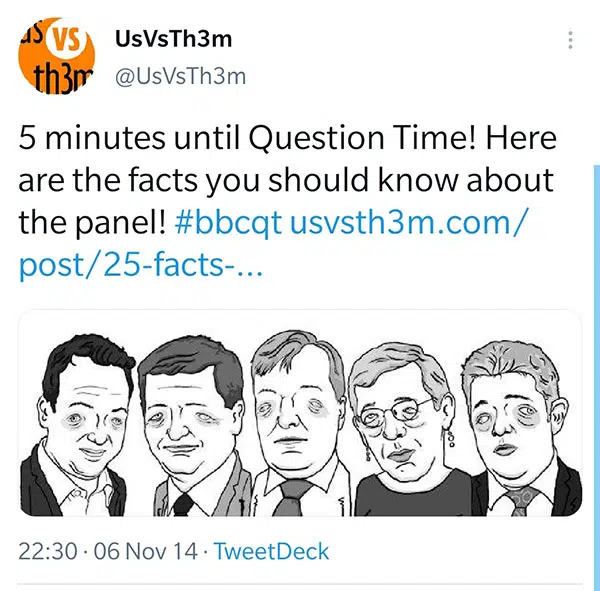 us VS
th3m
UsVsTh3m
@UsVsTh3m
5 minutes until Question Time! Here
are the facts you should know about
the panel! #bbcqt usvsth3m.com/
post/25-facts-...
22:30 · 06 Nov 14 · TweetDeck